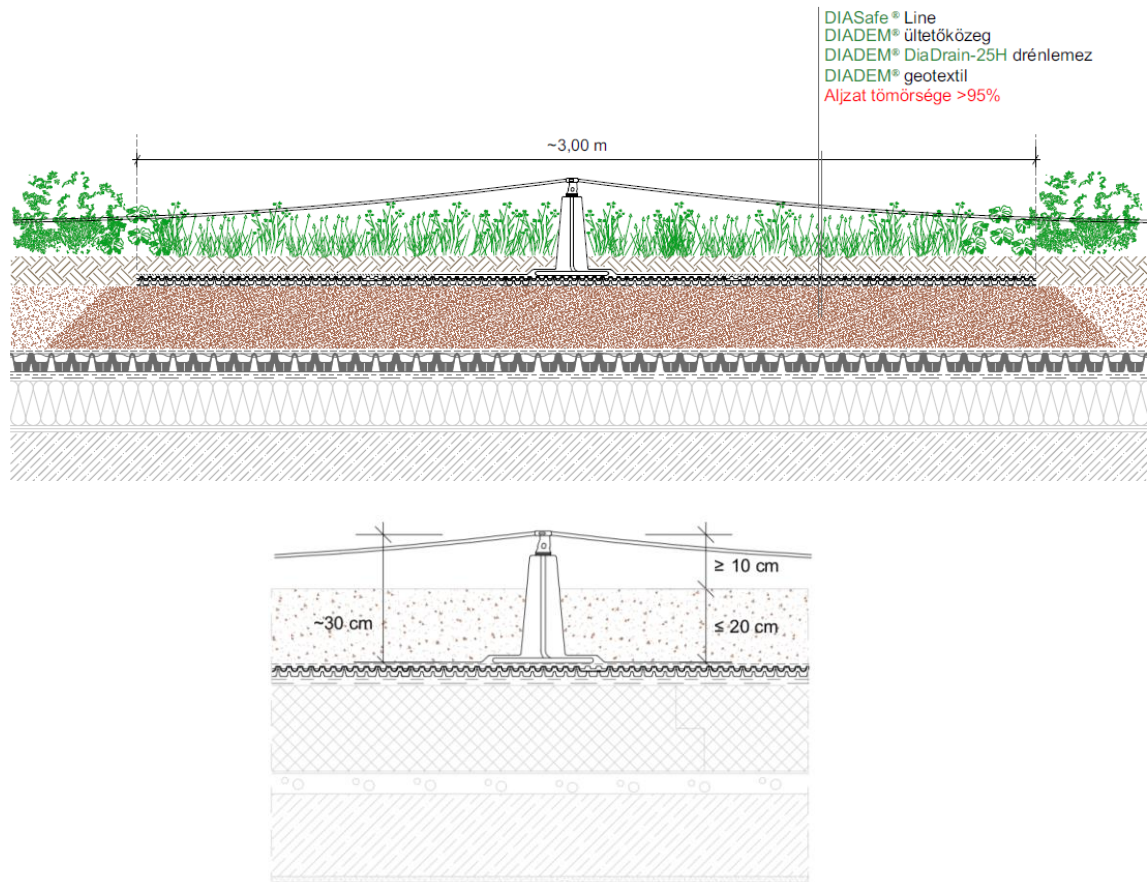 DIASafe® Line
DIADEM® ültetőközeg
DIADEM® DiaDrain-25H drénlemez
DIADEM® geotextil
Aljzat tömörsége >95%
~3,00 m
≥ 10 cm
~30 cm
≤ 20 cm